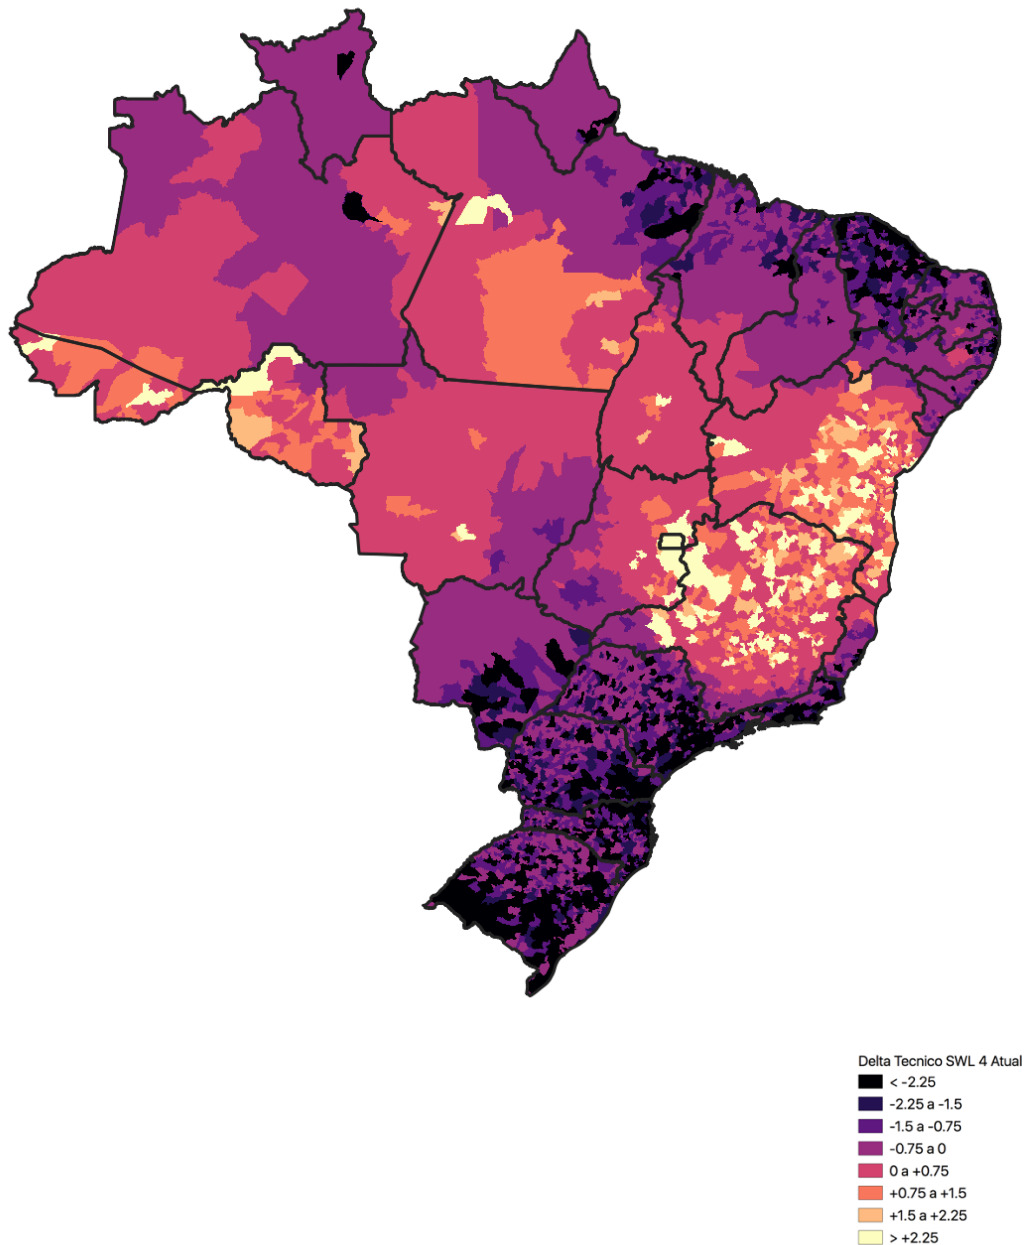 Delta Tecnico SWL 4 Atual
< -2.25
-2.25 a -1.5
-1.5 a -0.75
-0.75 a 0
0 a +0.75
+0.75 a +1.5
+1.5 a +2.25
> +2.25